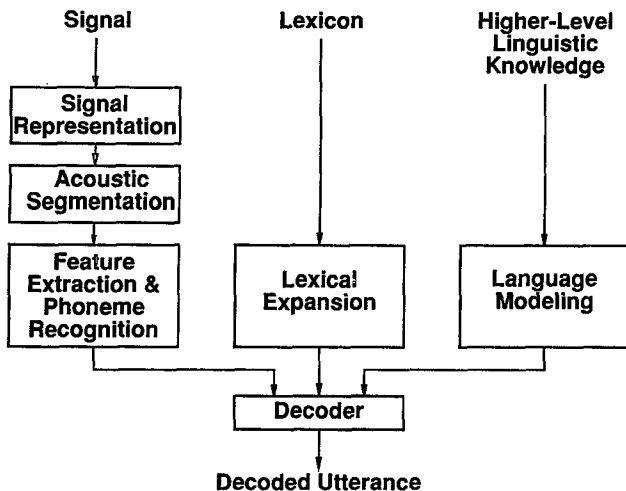 Signal
Lexicon
Higher-Level
Linguistic
Knowledge
Signal
Representation
Acoustic
Segmentation
Feature
Extraction &
Phoneme
Recognition
Lexical
Expansion
Language
Modeling
Decoder
Decoded Utterance